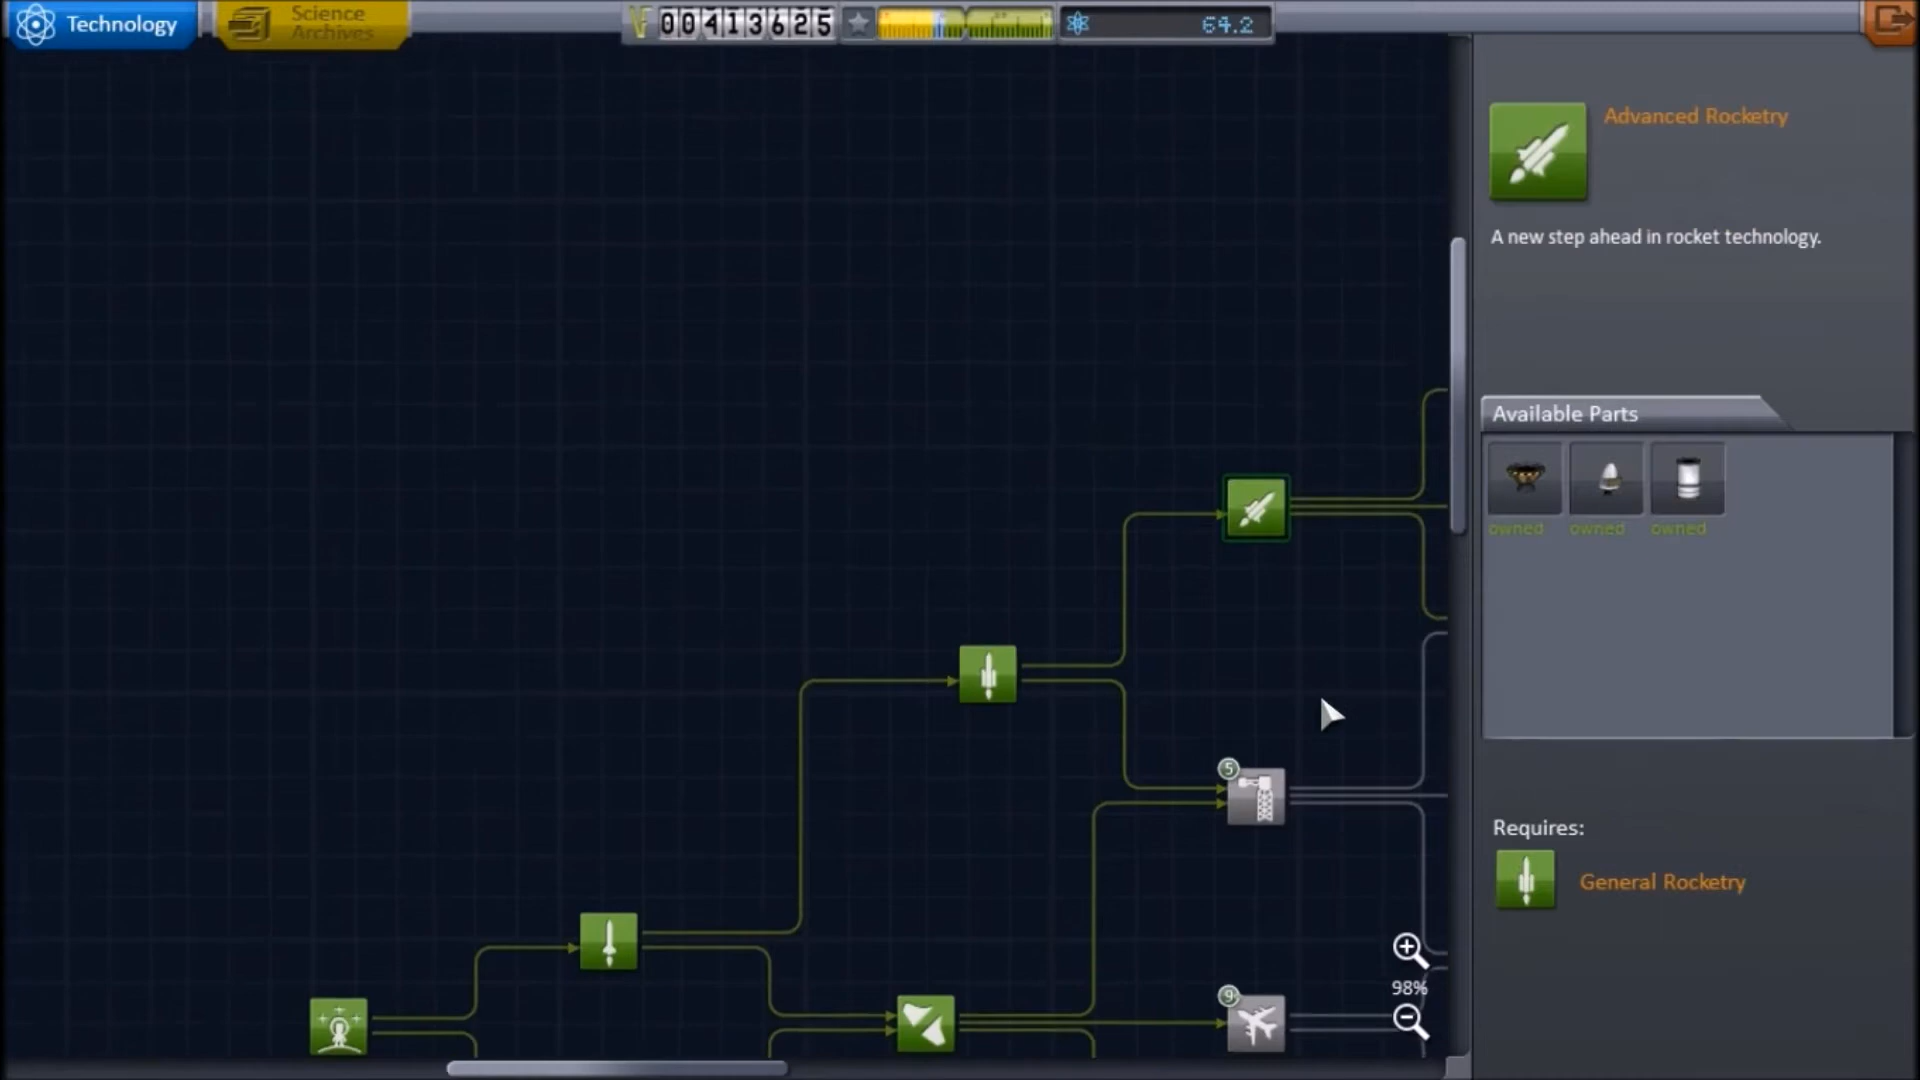 Technology
Science
Archives
00413625
64.2
Advanced Rocketry
A new step ahead in rocket technology.
Available Parts
owned owned owned
5
Requires:
General Rocketry
98%
9